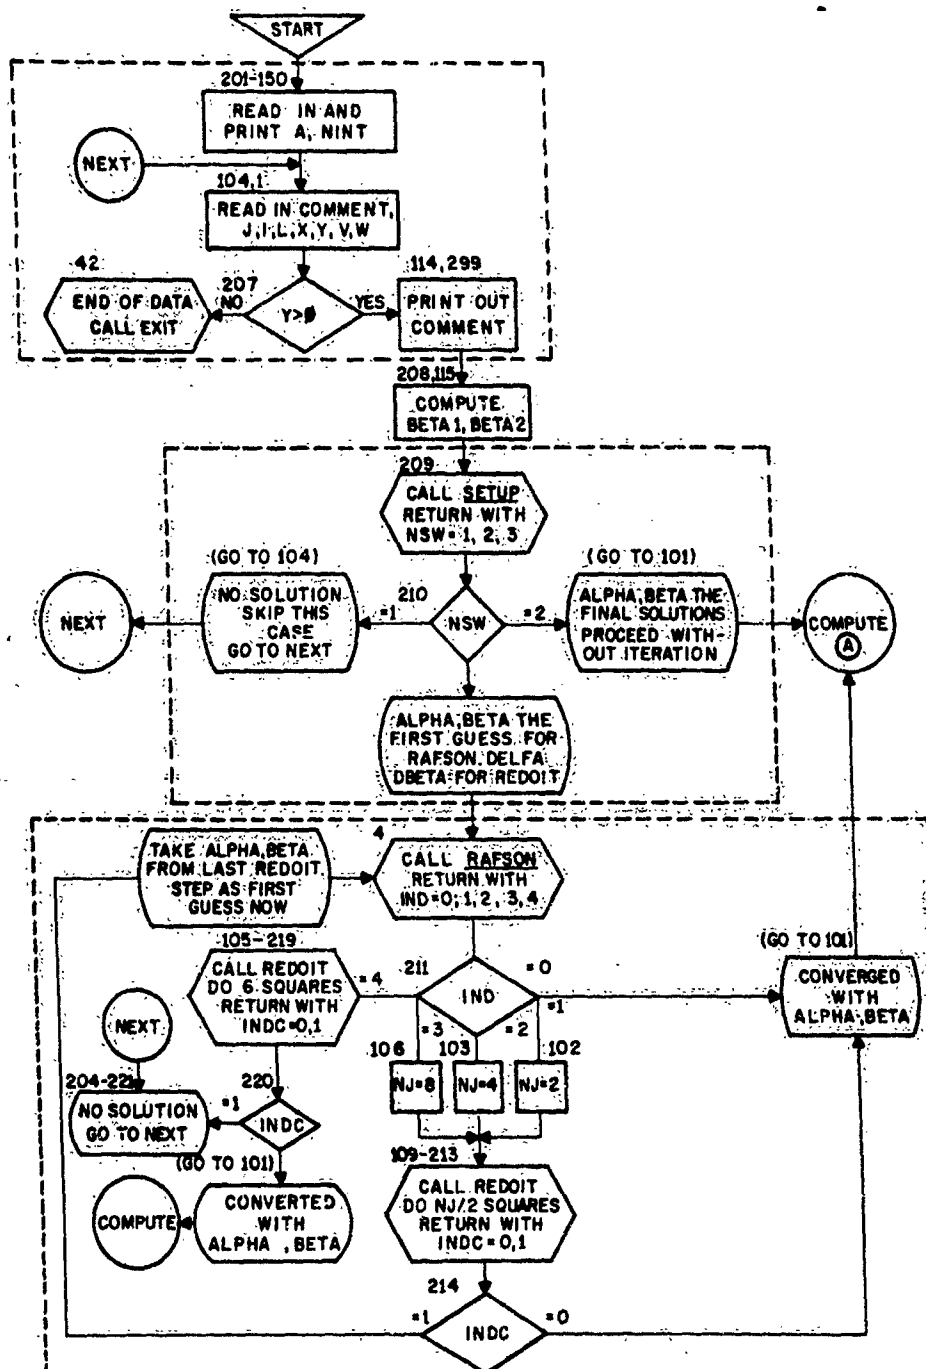 START
201-150
READ IN AND
PRINT A, NINT
NEXT
104,1
READ IN COMMENT,
J,I,L,X,Y,V,W
42
END OF DATA
CALL EXIT
207
NO
Y>0
YES
114,299
PRINT OUT
COMMENT
208,115
COMPUTE
BETA 1, BETA 2
209
CALL SETUP
RETURN WITH
NSW= 1, 2, 3
(GO TO 104)
NEXT
NO SOLUTION
SKIP THIS
CASE
GO TO NEXT
=1
210
NSW
=2
(GO TO 101)
ALPHA, BETA THE
FINAL SOLUTIONS
PROCEED WITH-
OUT ITERATION
COMPUTE
A
ALPHA, BETA THE
FIRST GUESS FOR
RAFSON. DELFA
DBETA FOR REDOIT
TAKE ALPHA, BETA
FROM LAST REDOIT
STEP AS FIRST
GUESS NOW
4
CALL RAFSON
RETURN WITH
IND=0,1,2,3,4
105-219
CALL REDOIT
DO 6 SQUARES
RETURN WITH
INDC=0,1
=4
211
IND
=0
=1
=3
=2
(GO TO 101)
CONVERGED
WITH
ALPHA, BETA
106
103
102
NJ=8
NJ=4
NJ=2
NEXT
204-221
NO SOLUTION
GO TO NEXT
=1
220
INDC
(GO TO 101)
COMPUTE
CONVERTED
WITH
ALPHA , BETA
109-213
CALL REDOIT
DO NJ/2 SQUARES
RETURN WITH
INDC=0,1
214
=1
INDC
=0